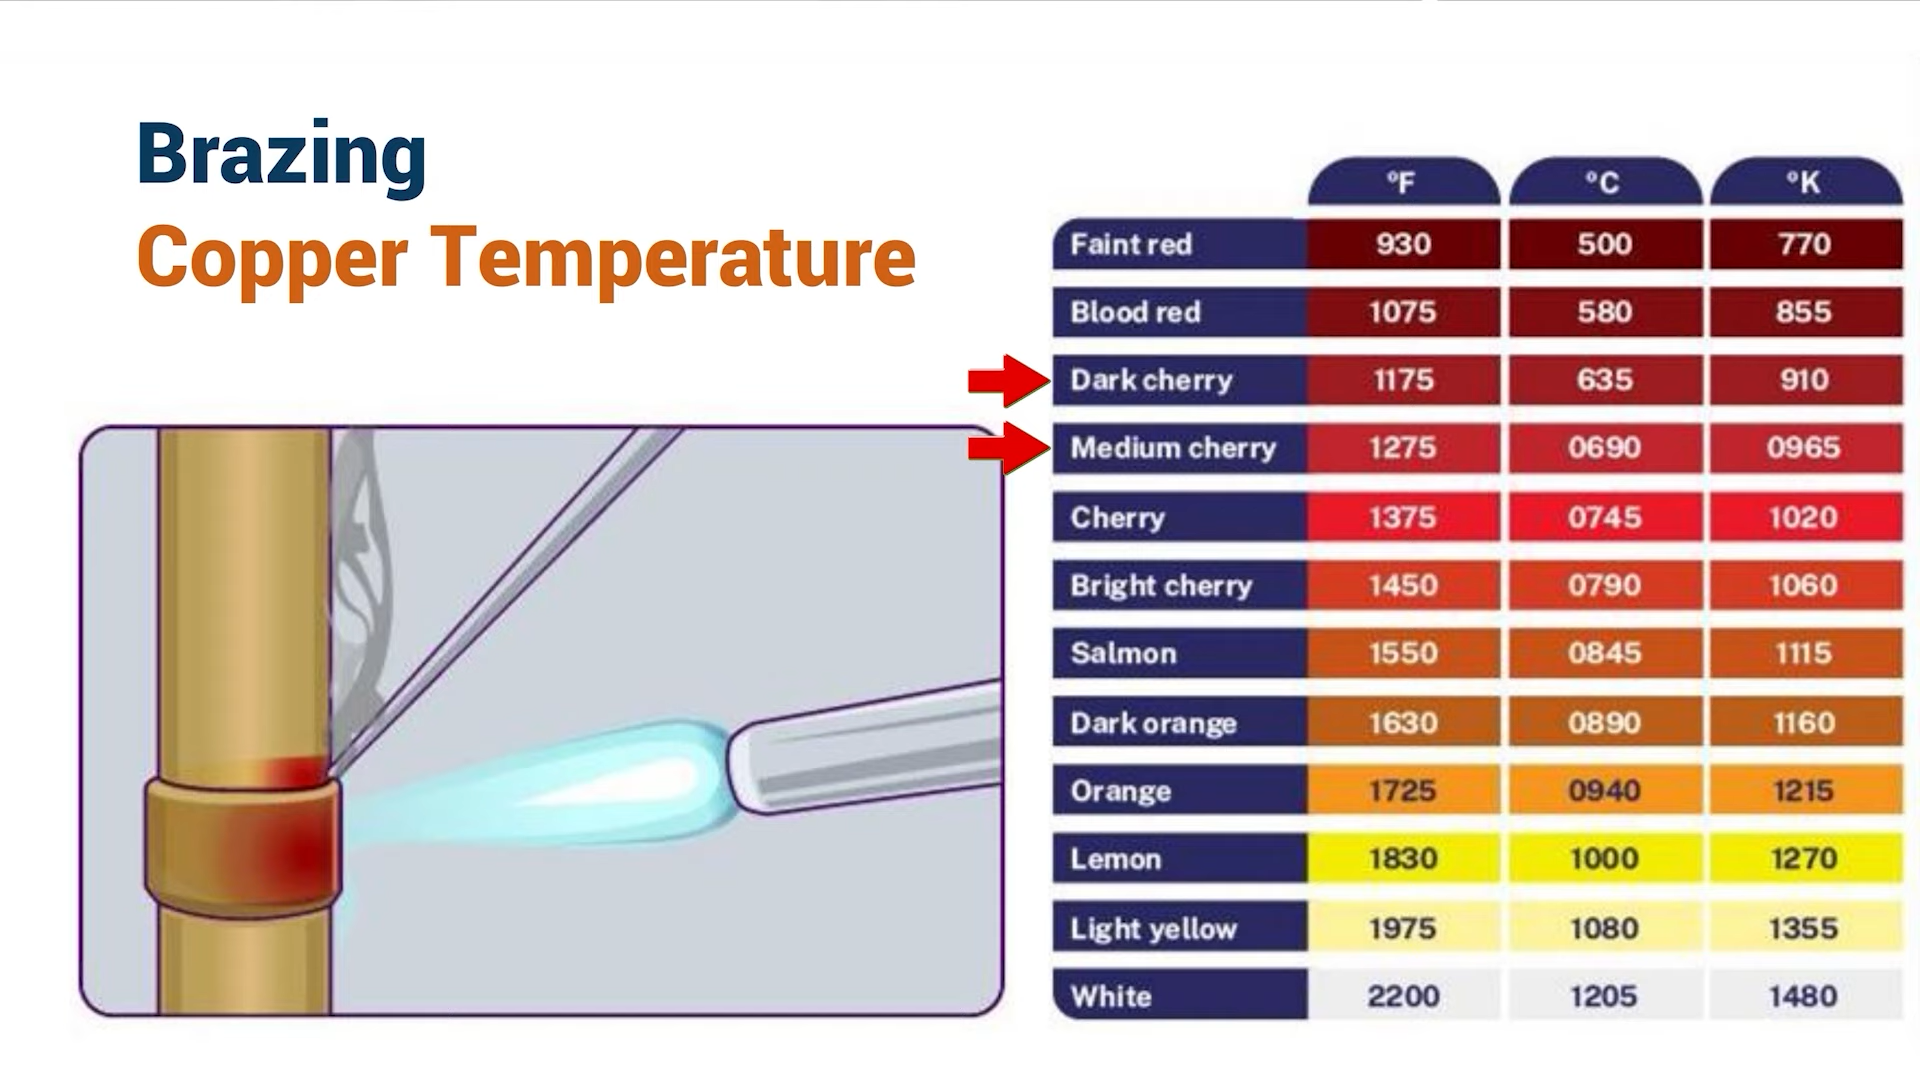 Brazing
Copper Temperature
ºF ºC ºK
Faint red 930 500 770
Blood red 1075 580 855
Dark cherry 1175 635 910
Medium cherry 1275 0690 0965
Cherry 1375 0745 1020
Bright cherry 1450 0790 1060
Salmon 1550 0845 1115
Dark orange 1630 0890 1160
Orange 1725 0940 1215
Lemon 1830 1000 1270
Light yellow 1975 1080 1355
White 2200 1205 1480